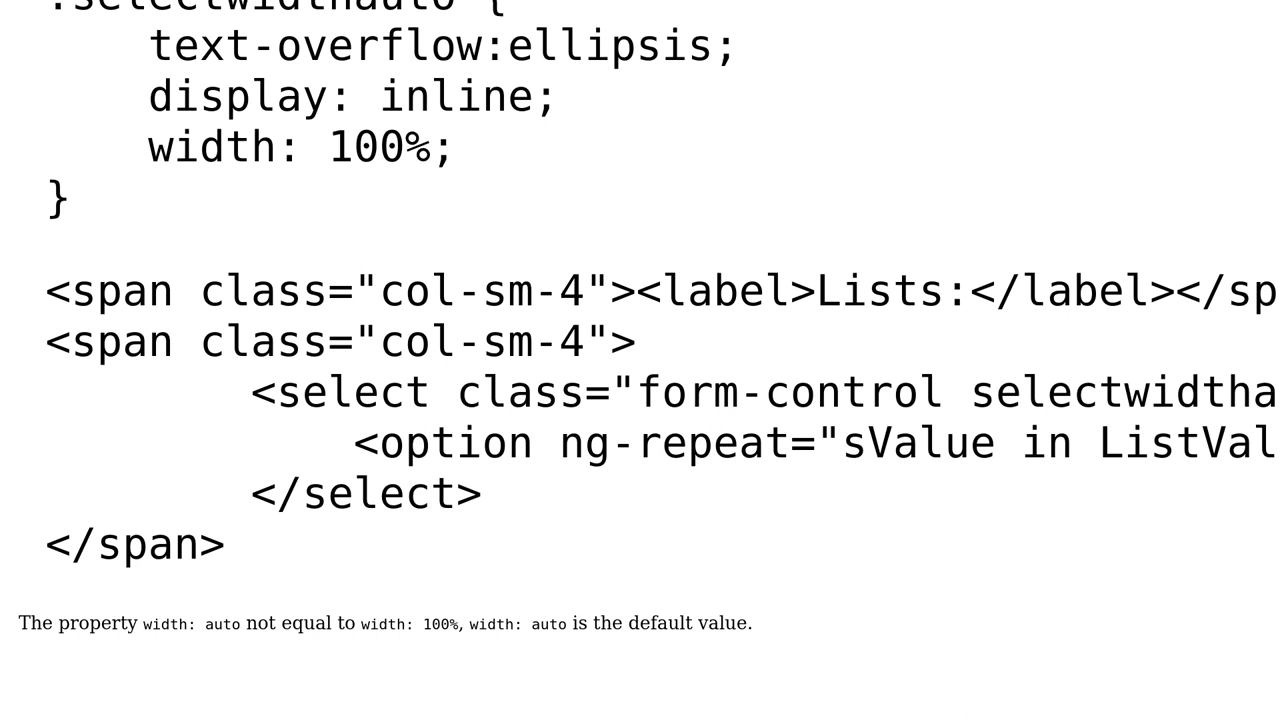 .selectwidthauto {
text-overflow:ellipsis;
display: inline;
width: 100%;
}
<span class="col-sm-4"><label>Lists:</label></sp
<span class="col-sm-4">
<select class="form-control selectwidtha
<option ng-repeat="sValue in ListVal
</select>
</span>
The property width: auto not equal to width: 100%, width: auto is the default value.